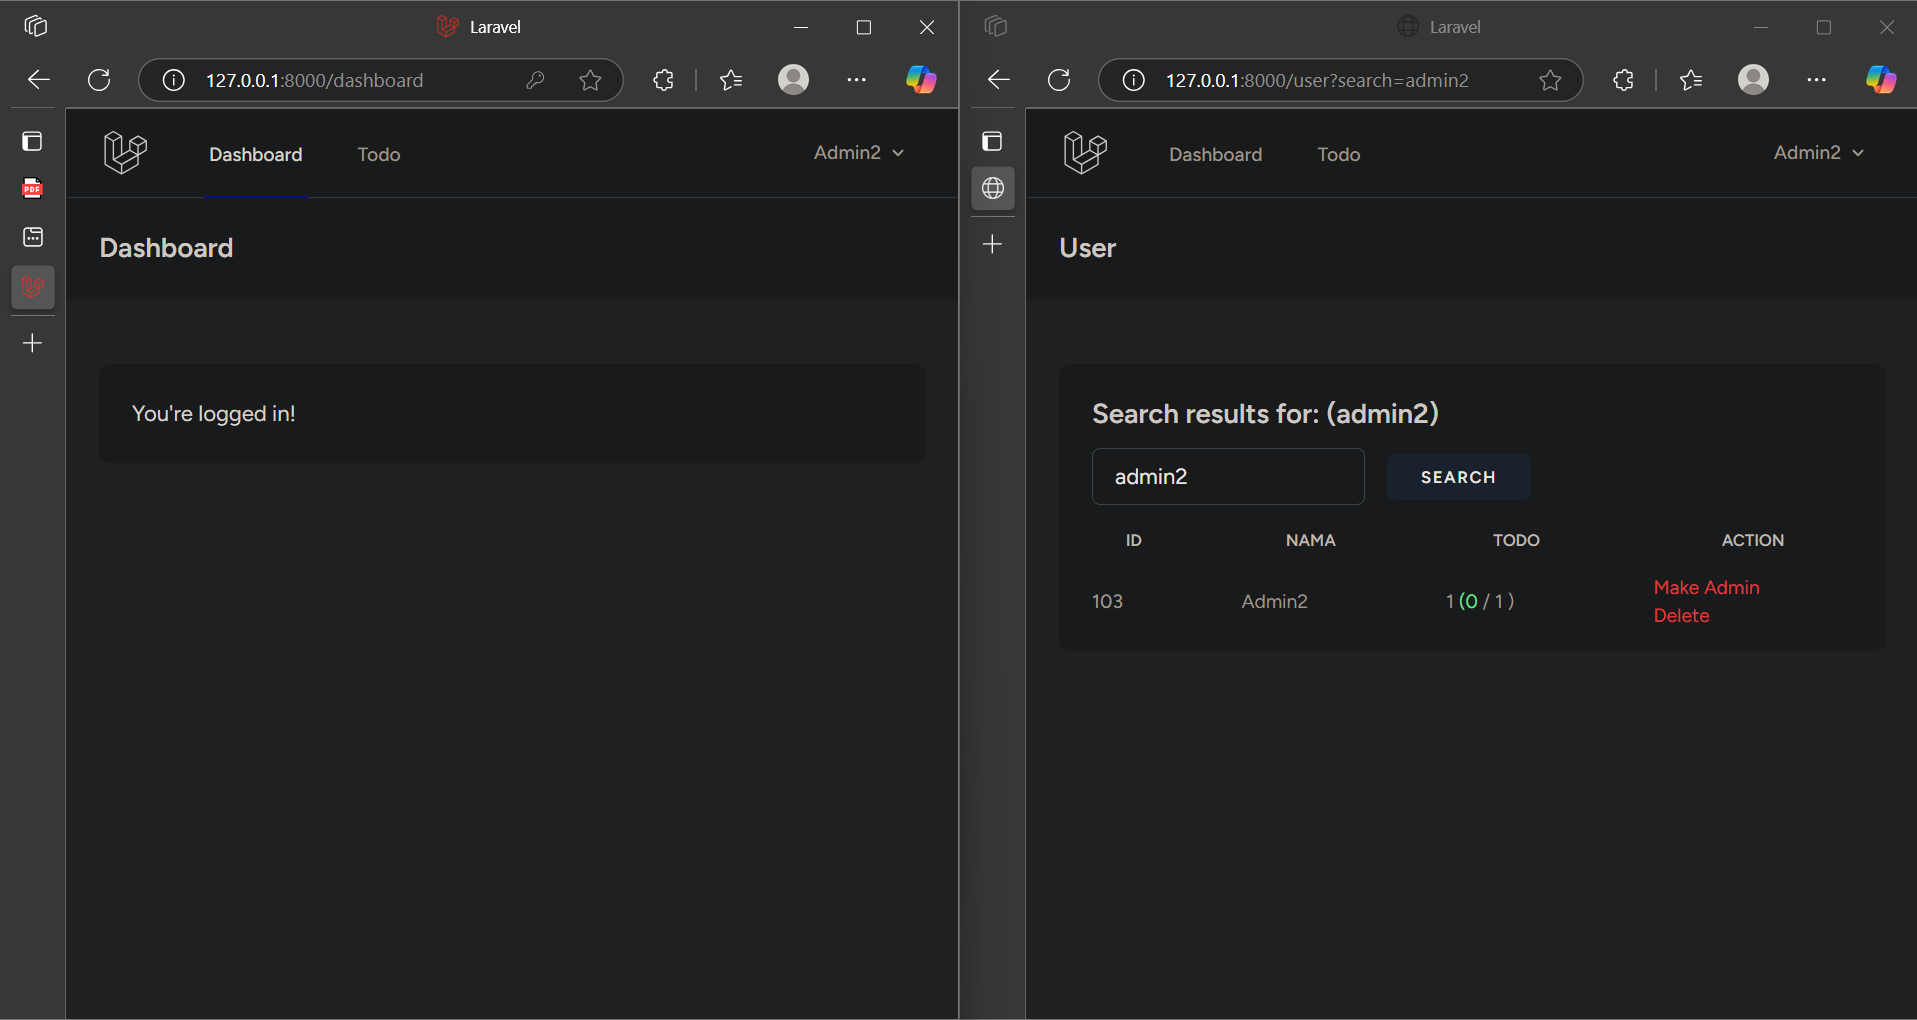 Laravel
127.0.0.1:8000/dashboard
PDF
Dashboard
Todo
Admin2
Dashboard
You're logged in!
Laravel
127.0.0.1:8000/user?search=admin2
Dashboard
Todo
Admin2
User
Search results for: (admin2)
admin2
SEARCH
ID NAMA TODO ACTION
103 Admin2 1 (0 / 1 ) Make Admin
Delete